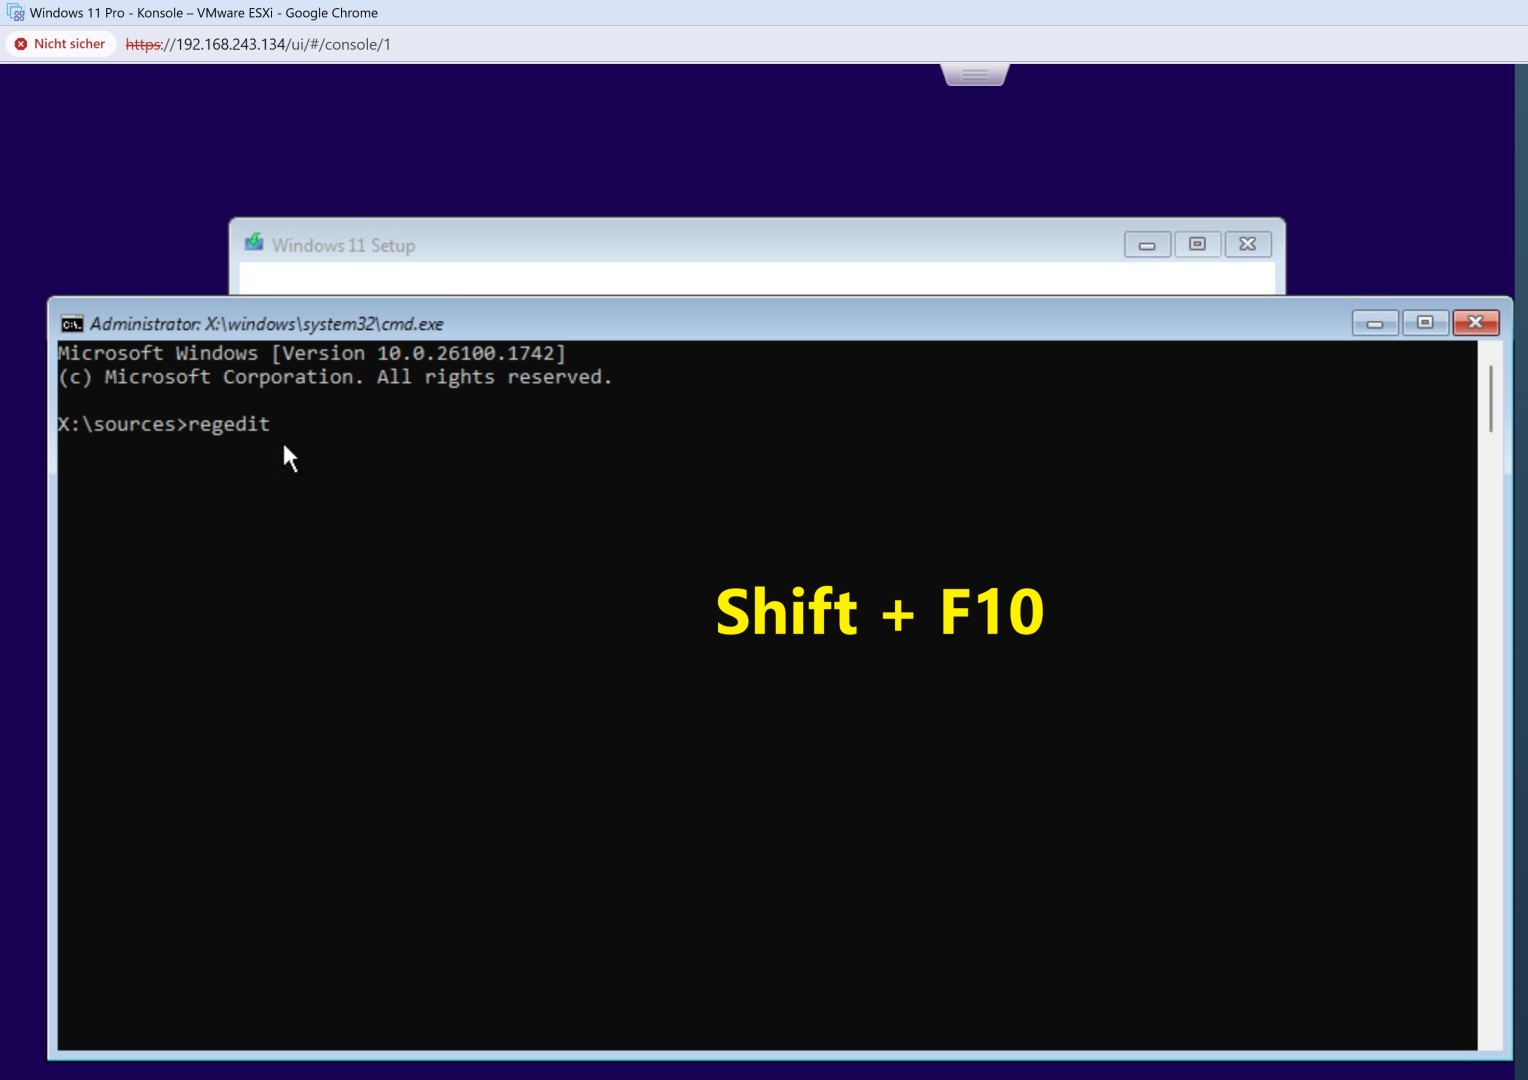 Windows 11 Pro - Konsole – VMware ESXi - Google Chrome
Nicht sicher https://192.168.243.134/ui/#/console/1
Windows 11 Setup
Administrator: X:\windows\system32\cmd.exe
Microsoft Windows [Version 10.0.26100.1742]
(c) Microsoft Corporation. All rights reserved.
X:\sources>regedit
Shift + F10